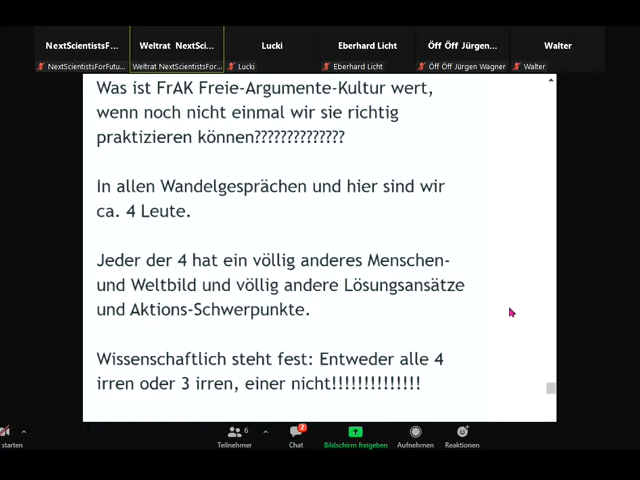 NextScientistsF...
Weltrat NextSci...
Lucki
Eberhard Licht
Öff Öff Jürgen...
Walter
NextScientistsForFutu...
Weltrat NextScientistsFor...
Lucki
Eberhard Licht
Öff Öff Jürgen Wagner
Walter
Was ist FrAK Freie-Argumente-Kultur wert,
wenn noch nicht einmal wir sie richtig
praktizieren können??????????????
In allen Wandelgesprächen und hier sind wir
ca. 4 Leute.
Jeder der 4 hat ein völlig anderes Menschen-
und Weltbild und völlig andere Lösungsansätze
und Aktions-Schwerpunkte.
Wissenschaftlich steht fest: Entweder alle 4
irren oder 3 irren, einer nicht!!!!!!!!!!!!!!
starten
Teilnehmer
6
Chat
2
Bildschirm freigeben
Aufnehmen
Reaktionen